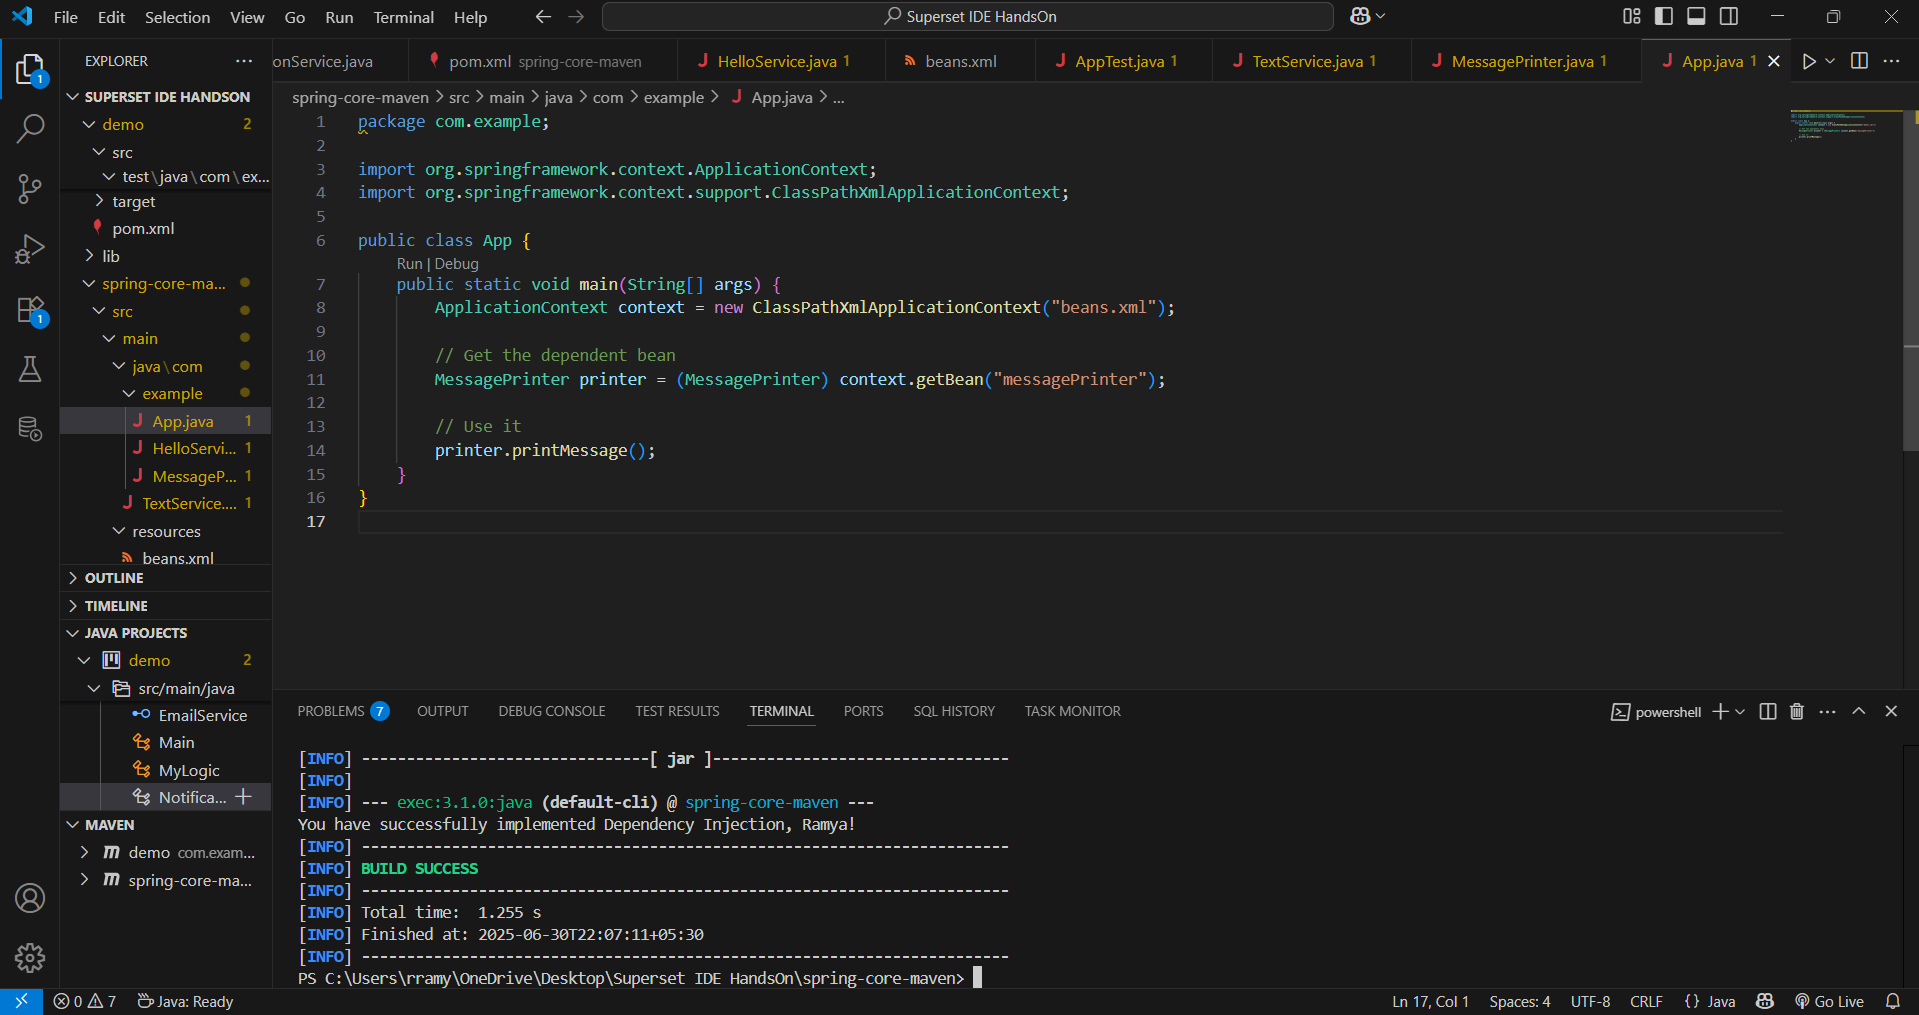 File Edit Selection View Go Run Terminal Help
Superset IDE HandsOn
EXPLORER
SUPERSET IDE HANDSON
demo 2
src
test\java\com\ex...
target
pom.xml
lib
spring-core-ma...
src
main
java\com
example
App.java 1
HelloServi... 1
MessageP... 1
TextService.... 1
resources
beans.xml
OUTLINE
TIMELINE
JAVA PROJECTS
demo 2
src/main/java
EmailService
Main
MyLogic
Notifica...
MAVEN
demo com.exam...
spring-core-ma...
1
1
onService.java pom.xml spring-core-maven HelloService.java 1 beans.xml AppTest.java 1 TextService.java 1 MessagePrinter.java 1 App.java 1
spring-core-maven > src > main > java > com > example > App.java > ...
1 package com.example;
2
3 import org.springframework.context.ApplicationContext;
4 import org.springframework.context.support.ClassPathXmlApplicationContext;
5
6 public class App {
Run | Debug
7 public static void main(String[] args) {
8 ApplicationContext context = new ClassPathXmlApplicationContext("beans.xml");
9
10 // Get the dependent bean
11 MessagePrinter printer = (MessagePrinter) context.getBean("messagePrinter");
12
13 // Use it
14 printer.printMessage();
15 }
16 }
17
PROBLEMS 7 OUTPUT DEBUG CONSOLE TEST RESULTS TERMINAL PORTS SQL HISTORY TASK MONITOR
powershell
[INFO] --------------------------------[ jar ]---------------------------------
[INFO]
[INFO] --- exec:3.1.0:java (default-cli) @ spring-core-maven ---
You have successfully implemented Dependency Injection, Ramya!
[INFO] ------------------------------------------------------------------------
[INFO] BUILD SUCCESS
[INFO] ------------------------------------------------------------------------
[INFO] Total time:  1.255 s
[INFO] Finished at: 2025-06-30T22:07:11+05:30
[INFO] ------------------------------------------------------------------------
PS C:\Users\rramy\OneDrive\Desktop\Superset IDE HandsOn\spring-core-maven>
0 7 Java: Ready
Ln 17, Col 1 Spaces: 4 UTF-8 CRLF {} Java Go Live